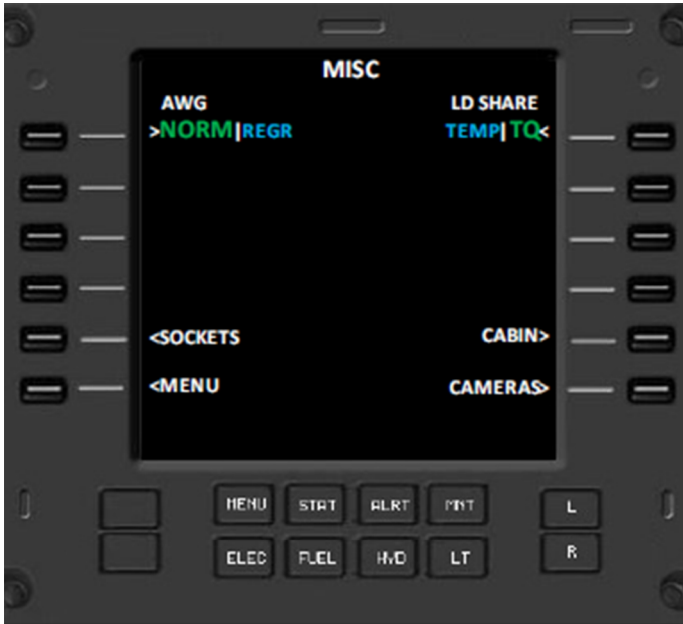 MISC
AWG LD SHARE
>NORM|REGR TEMP|TQ<
<SOCKETS CABIN>
<MENU CAMERAS>
MENU STAT ALRT MNT L
ELEC FUEL HYD LT R